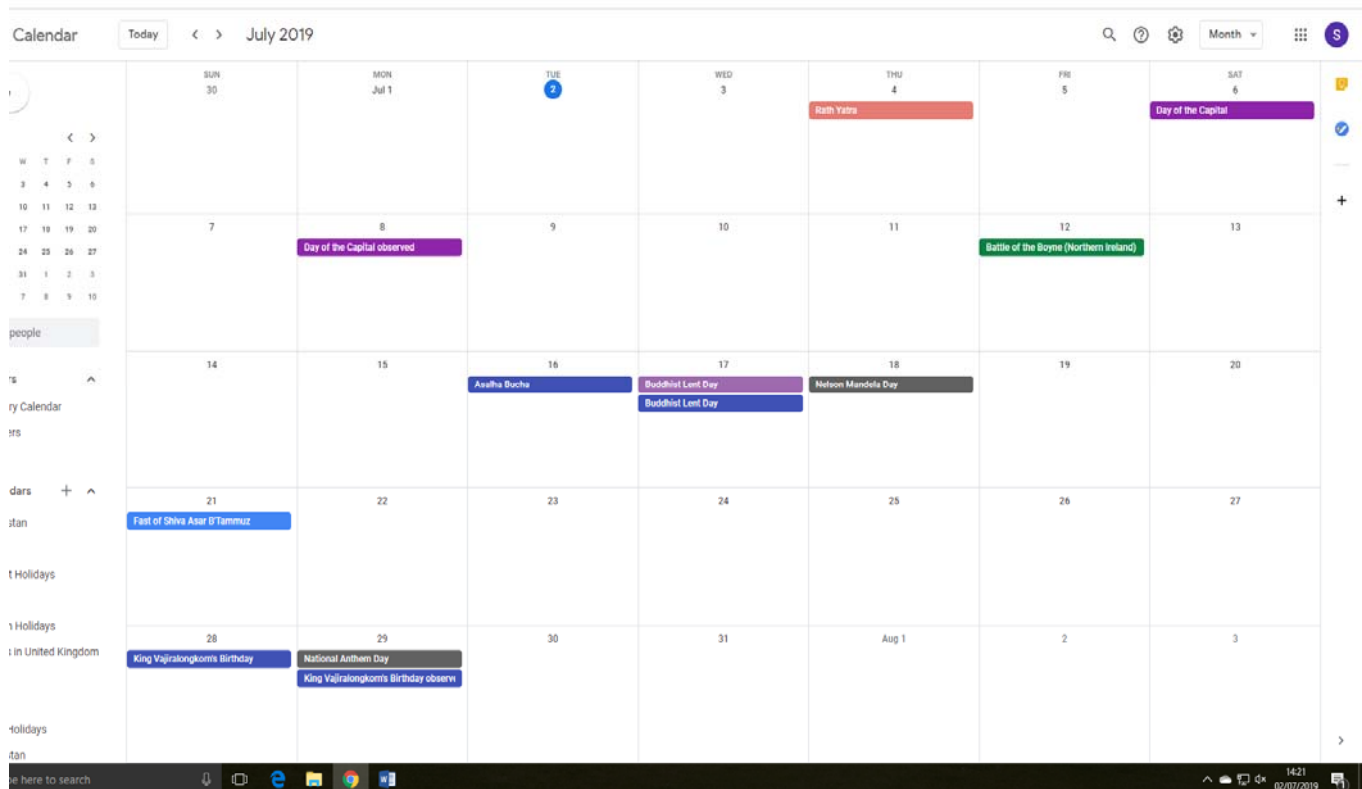 Calendar Today < > July 2019 Month S
SUN MON TUE WED THU FRI SAT
30 Jul 1 2 3 4 5 6
Rath Yatra Day of the Capital
< >
W T F S
3 4 5 6
10 11 12 13
17 18 19 20
24 25 26 27
31 1 2 3
7 8 9 10
people
7 8 9 10 11 12 13
Day of the Capital observed Battle of the Boyne (Northern Ireland)
14 15 16 17 18 19 20
Asalha Bucha Buddhist Lent Day Nelson Mandela Day
Buddhist Lent Day
rs
ry Calendar
ers
dars +
stan
t Holidays
n Holidays
s in United Kingdom
Holidays
stan
21 22 23 24 25 26 27
Fast of Shiva Asar B'Tammuz
28 29 30 31 Aug 1 2 3
King Vajiralongkorn's Birthday National Anthem Day
King Vajiralongkorn's Birthday observe
pe here to search
14:21
02/07/2019